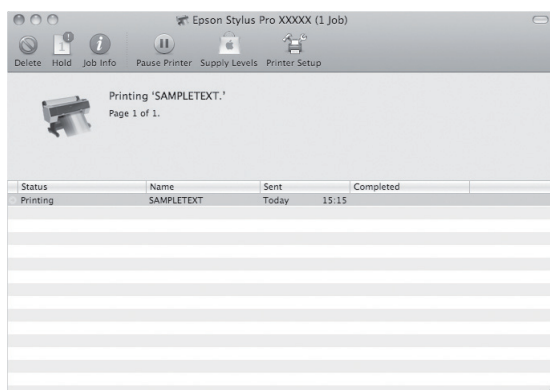 Epson Stylus Pro XXXXX (1 Job)
Delete Hold Job Info Pause Printer Supply Levels Printer Setup
Printing 'SAMPLETEXT.'
Page 1 of 1.
Status Name Sent Completed
Printing SAMPLETEXT Today 15:15